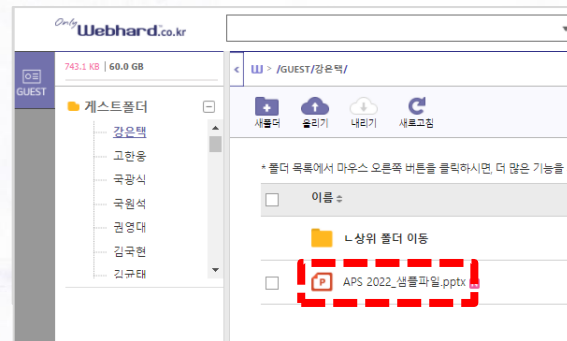 Only Webhard.co.kr
GUEST
743.1 KB | 60.0 GB
게스트폴더
강은택
고한웅
국광식
국원석
권영대
김국현
김규태
< W > /GUEST/강은택/
새폴더 올리기 내리기 새로고침
* 폴더 목록에서 마우스 오른쪽 버튼을 클릭하시면, 더 많은 기능을
이름
ㄴ상위 폴더 이동
APS 2022_샘플파일.pptx